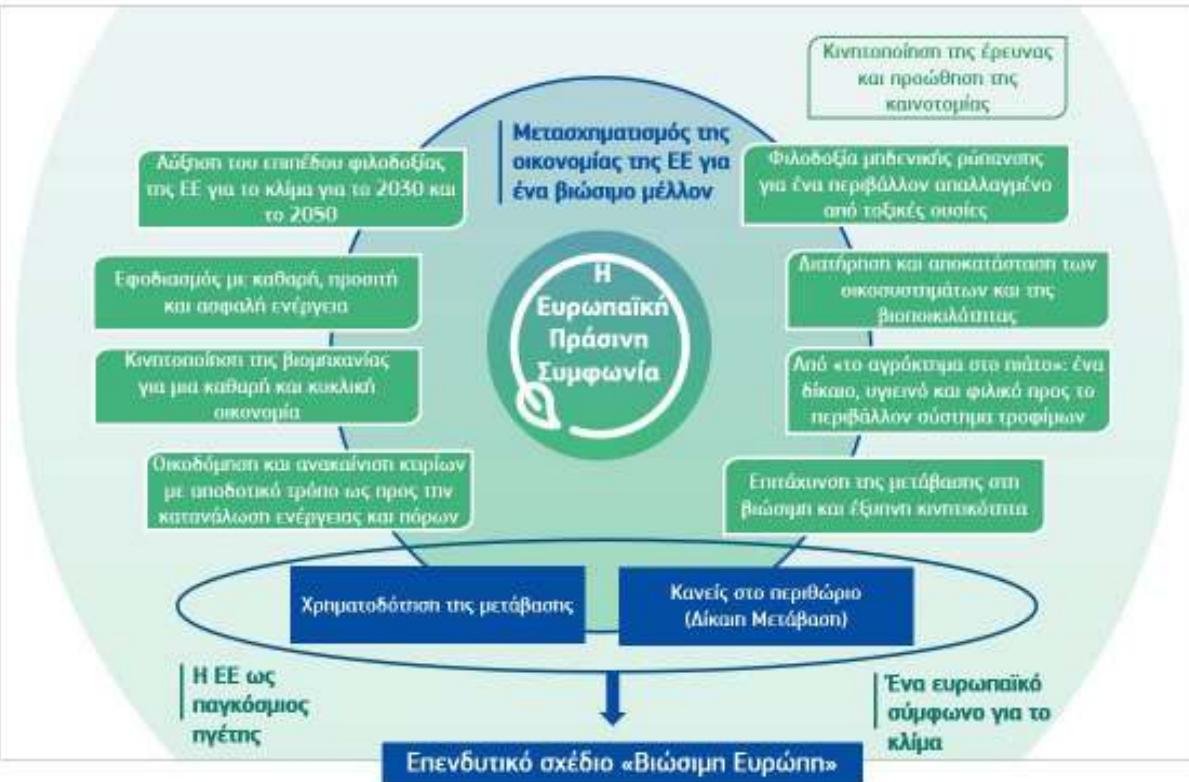 Κινητοποίηση της έρευνας
και προώθηση της
καινοτομίας
Μετασχηματισμός της
οικονομίας της ΕΕ για
ένα βιώσιμο μέλλον
Αύξηση του επιπέδου φιλοδοξίας
της ΕΕ για το κλίμα για το 2030 και
το 2050
Φιλοδοξία μηδενικής ρύπανσης
για ένα περιβάλλον απαλλαγμένο
από τοξικές ουσίες
Εφοδιασμός με καθαρή, προσιτή
και ασφαλή ενέργεια
Διατήρηση και αποκατάσταση των
οικοσυστημάτων και της
βιοποικιλότητας
Η
Ευρωπαϊκή
Πράσινη
Συμφωνία
Κινητοποίηση της βιομηχανίας
για μια καθαρή και κυκλική
οικονομία
Από «το αγρόκτημα στο πιάτο»: ένα
δίκαιο, υγιεινό και φιλικό προς το
περιβάλλον σύστημα τροφίμων
Οικοδόμηση και ανακαίνιση κτιρίων
με αποδοτικό τρόπο ως προς την
κατανάλωση ενέργειας και πόρων
Επιτάχυνση της μετάβασης στη
βιώσιμη και έξυπνη κινητικότητα
Χρηματοδότηση της μετάβασης
Κανείς στο περιθώριο
(Δίκαιη Μετάβαση)
Η ΕΕ ως
παγκόσμιος
ηγέτης
Ένα ευρωπαϊκό
σύμφωνο για το
κλίμα
Επενδυτικό σχέδιο «Βιώσιμη Ευρώπη»